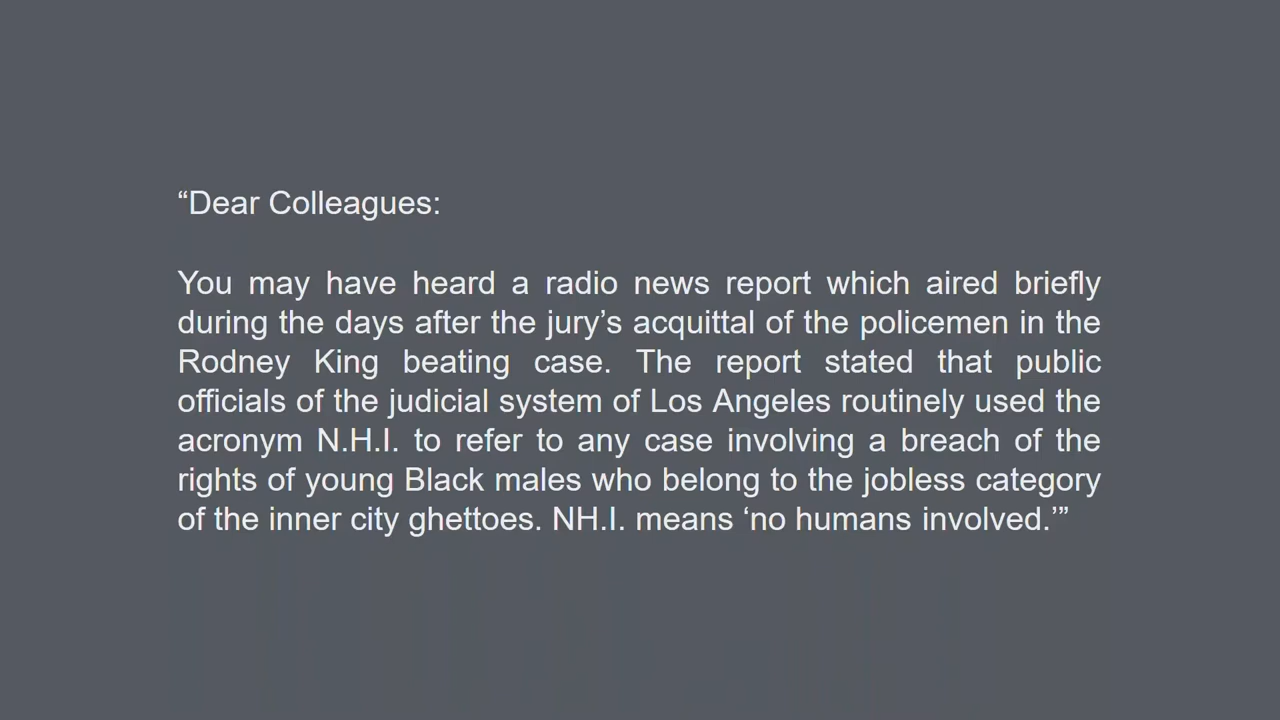 “Dear Colleagues:
You may have heard a radio news report which aired briefly
during the days after the jury’s acquittal of the policemen in the
Rodney King beating case. The report stated that public
officials of the judicial system of Los Angeles routinely used the
acronym N.H.I. to refer to any case involving a breach of the
rights of young Black males who belong to the jobless category
of the inner city ghettoes. NH.I. means ‘no humans involved.’”